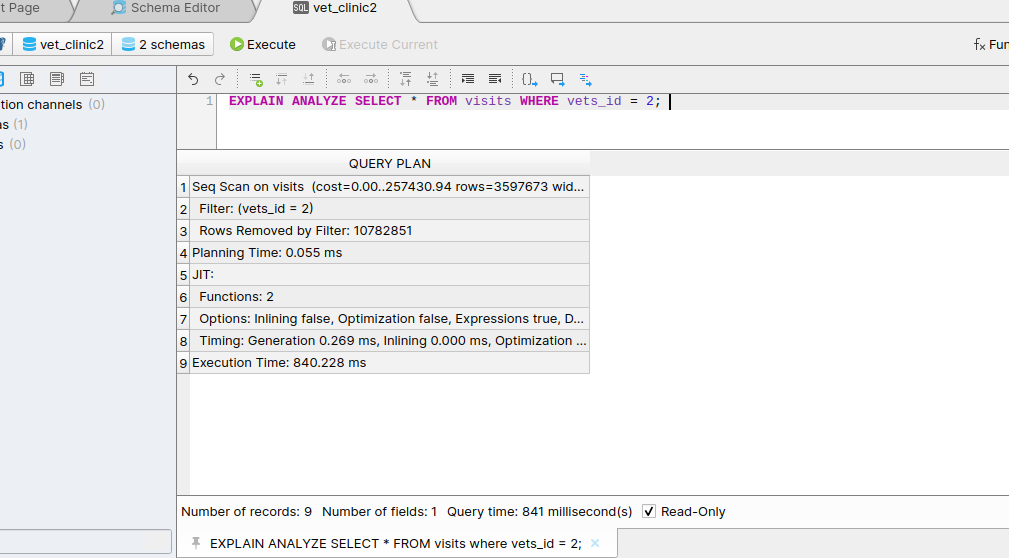 t Page
Schema Editor
SQL vet_clinic2
vet_clinic2
2 schemas
Execute
Execute Current
fx Fun
tion channels (0)
ns (1)
s (0)
1 EXPLAIN ANALYZE SELECT * FROM visits WHERE vets_id = 2;
QUERY PLAN
1 Seq Scan on visits (cost=0.00..257430.94 rows=3597673 wid...
2 Filter: (vets_id = 2)
3 Rows Removed by Filter: 10782851
4 Planning Time: 0.055 ms
5 JIT:
6 Functions: 2
7 Options: Inlining false, Optimization false, Expressions true, D...
8 Timing: Generation 0.269 ms, Inlining 0.000 ms, Optimization ...
9 Execution Time: 840.228 ms
Number of records: 9 Number of fields: 1 Query time: 841 millisecond(s) Read-Only
EXPLAIN ANALYZE SELECT * FROM visits where vets_id = 2;